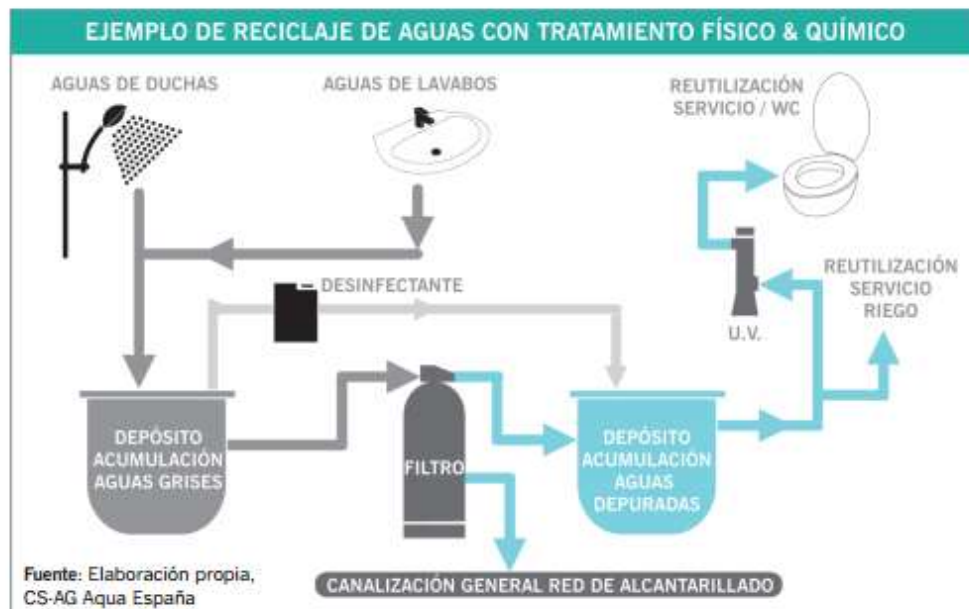 EJEMPLO DE RECICLAJE DE AGUAS CON TRATAMIENTO FÍSICO & QUÍMICO
AGUAS DE DUCHAS
AGUAS DE LAVABOS
REUTILIZACIÓN
SERVICIO / WC
DESINFECTANTE
U.V.
REUTILIZACIÓN
SERVICIO
RIEGO
DEPÓSITO
ACUMULACIÓN
AGUAS GRISES
FILTRO
DEPÓSITO
ACUMULACIÓN
AGUAS
DEPURADAS
Fuente: Elaboración propia,
CS-AG Aqua España
CANALIZACIÓN GENERAL RED DE ALCANTARILLADO